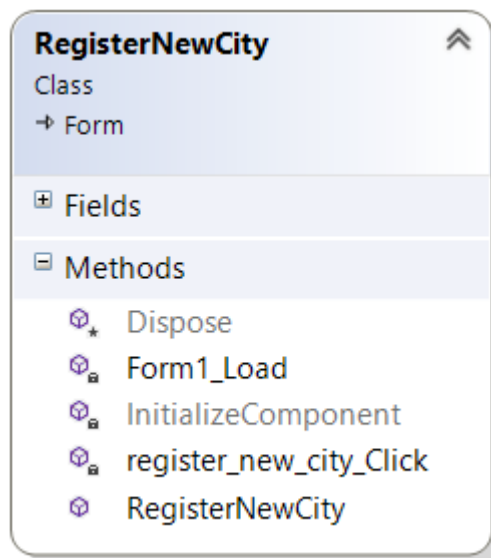 RegisterNewCity
Class
Form
Fields
Methods
Dispose
Form1_Load
InitializeComponent
register_new_city_Click
RegisterNewCity